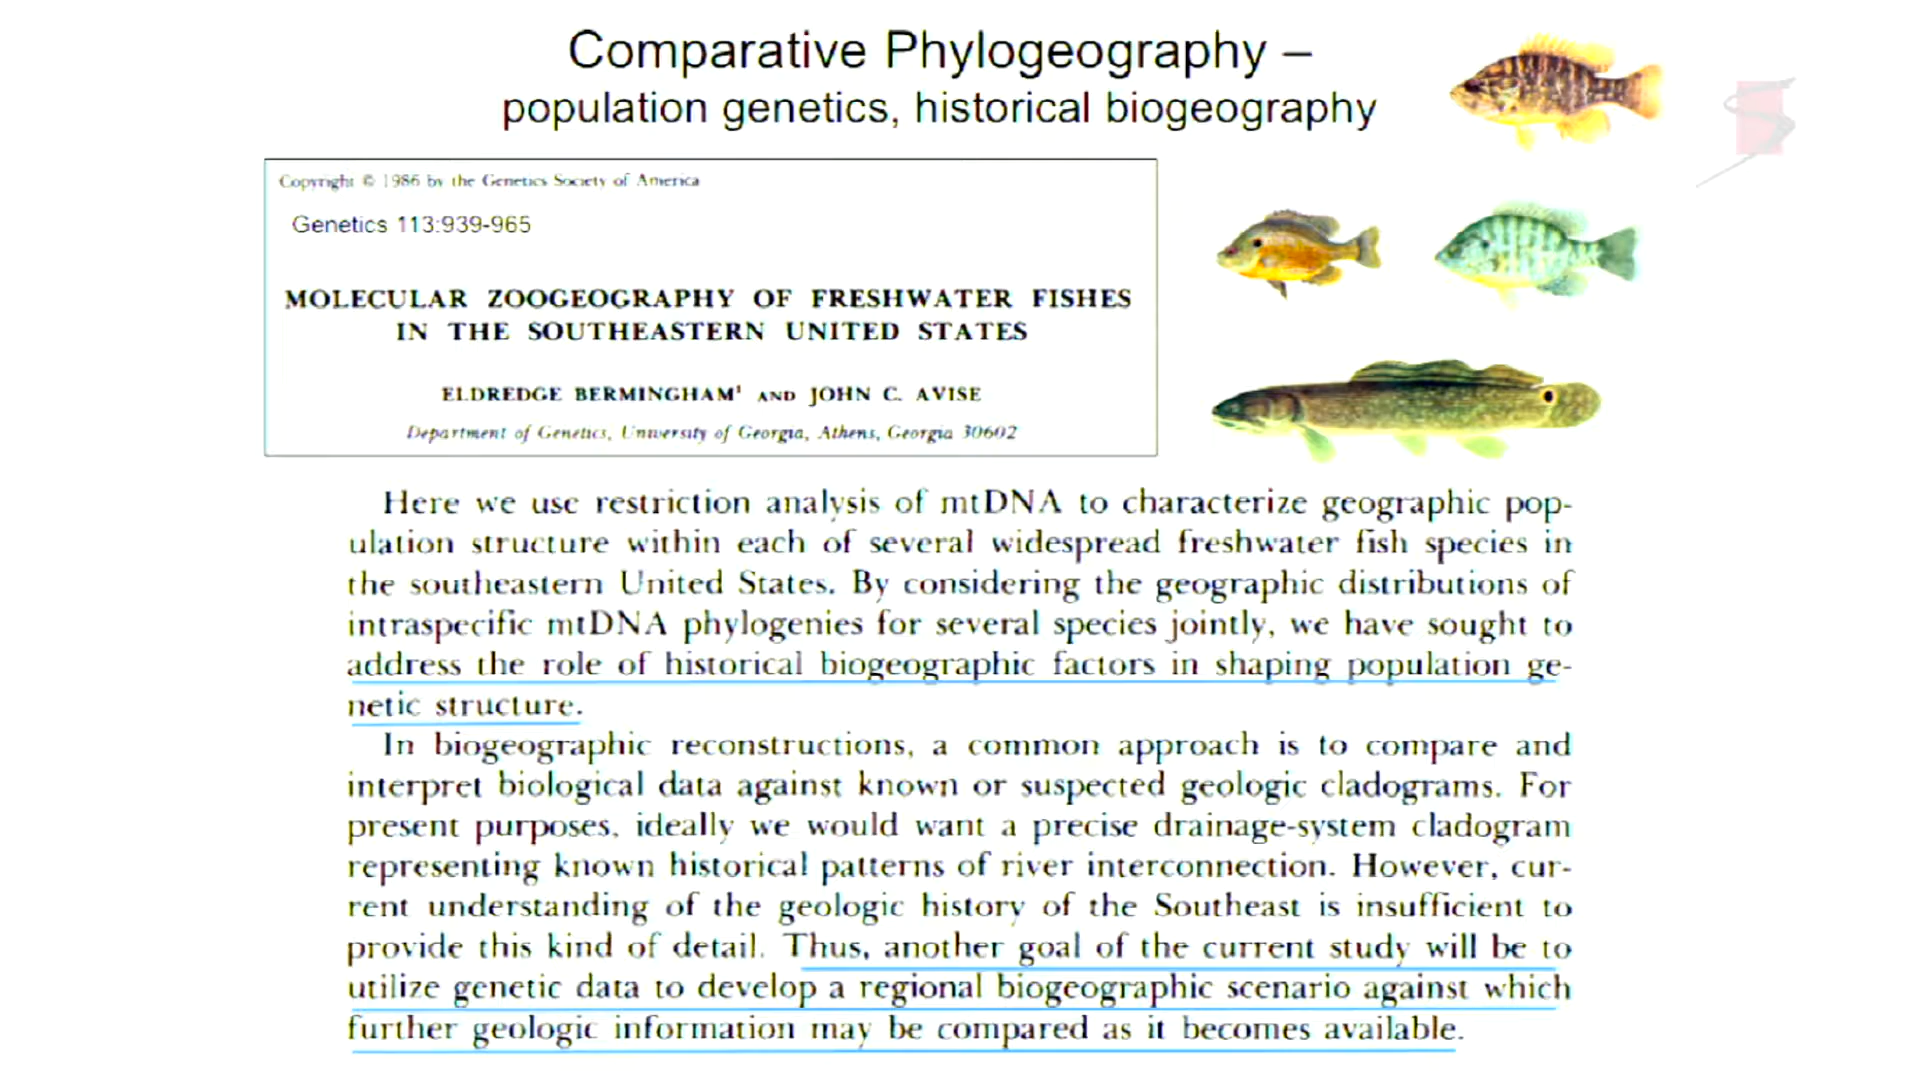 Comparative Phylogeography –
population genetics, historical biogeography
Copyright © 1986 by the Genetics Society of America
Genetics 113:939-965
MOLECULAR ZOOGEOGRAPHY OF FRESHWATER FISHES
IN THE SOUTHEASTERN UNITED STATES
ELDREDGE BERMINGHAM¹ AND JOHN C. AVISE
Department of Genetics, University of Georgia, Athens, Georgia 30602
Here we use restriction analysis of mtDNA to characterize geographic pop-
ulation structure within each of several widespread freshwater fish species in
the southeastern United States. By considering the geographic distributions of
intraspecific mtDNA phylogenies for several species jointly, we have sought to
address the role of historical biogeographic factors in shaping population ge-
netic structure.
In biogeographic reconstructions, a common approach is to compare and
interpret biological data against known or suspected geologic cladograms. For
present purposes, ideally we would want a precise drainage-system cladogram
representing known historical patterns of river interconnection. However, cur-
rent understanding of the geologic history of the Southeast is insufficient to
provide this kind of detail. Thus, another goal of the current study will be to
utilize genetic data to develop a regional biogeographic scenario against which
further geologic information may be compared as it becomes available.